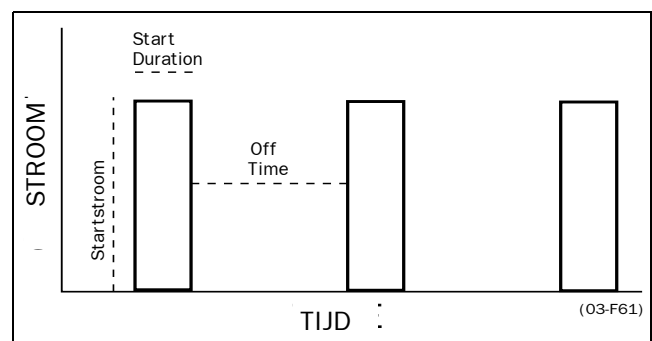 Start
Duration
STROOM
Startstroom
Off
Time
TIJD
(03-F61)